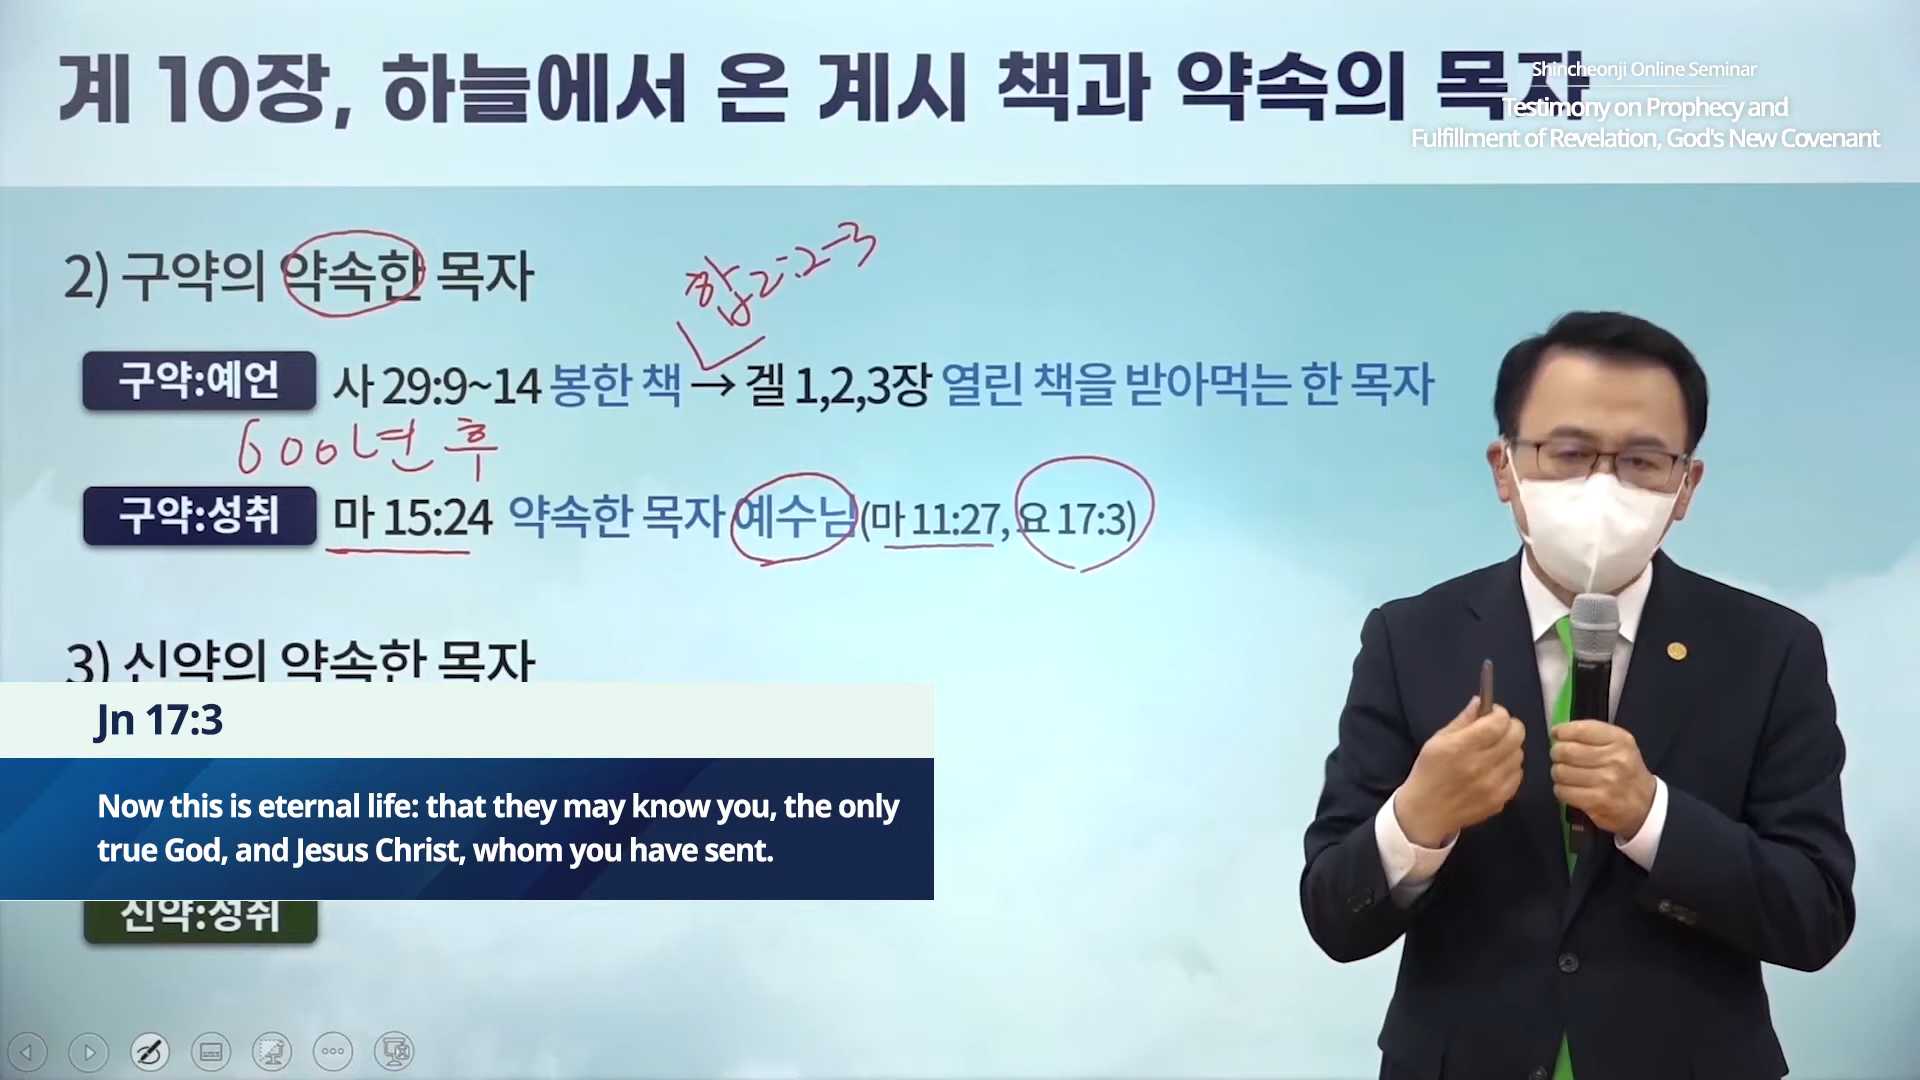 계 10장, 하늘에서 온 계시 책과 약속의 목자
Shincheonji Online Seminar
Testimony on Prophecy and
Fulfillment of Revelation, God's New Covenant
2) 구약의 약속한 목자
합2:2-3
구약:예언 사 29:9~14 봉한 책 → 겔 1,2,3장 열린 책을 받아먹는 한 목자
600년 후
구약:성취 마 15:24 약속한 목자 예수님(마 11:27, 요 17:3)
3) 신약의 약속한 목자
Jn 17:3
Now this is eternal life: that they may know you, the only
true God, and Jesus Christ, whom you have sent.
신약:성취